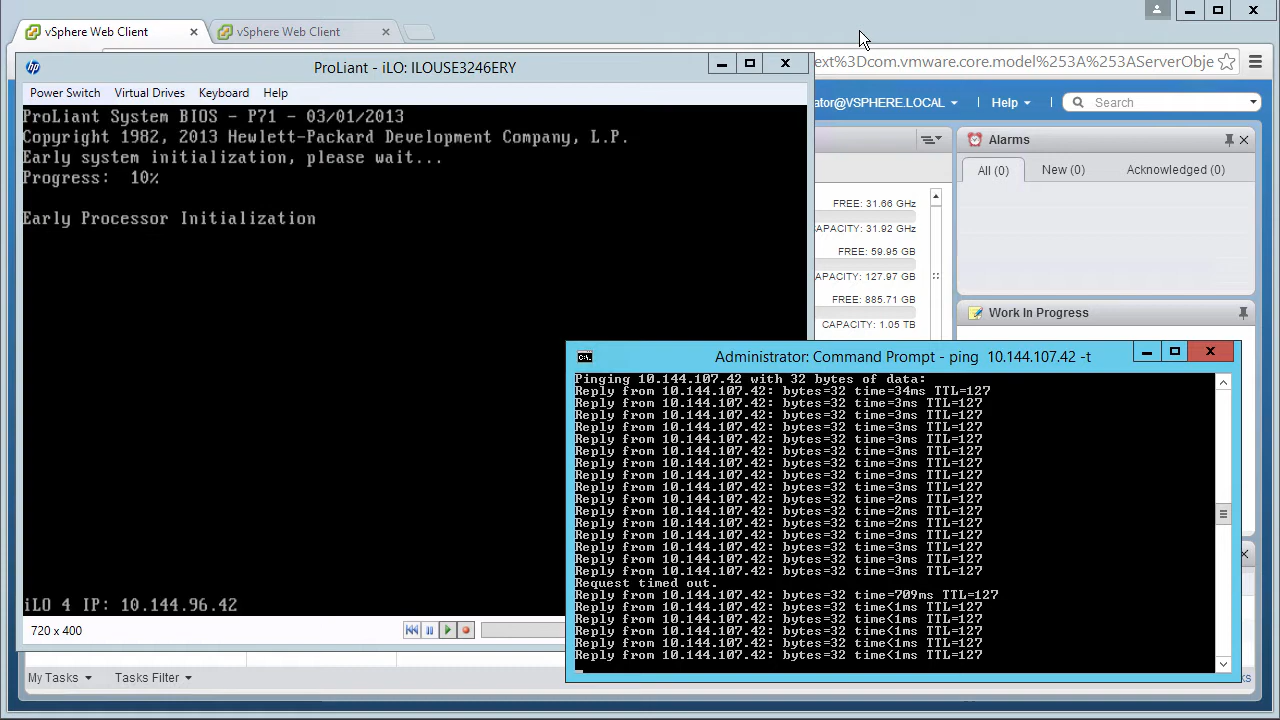 vSphere Web Client
vSphere Web Client
ext%3Dcom.vmware.core.model%253A%253AServerObje
ProLiant - iLO: ILOUSE3246ERY
Power Switch Virtual Drives Keyboard Help
ator@VSPHERE.LOCAL Help Search
ProLiant System BIOS - P71 - 03/01/2013
Copyright 1982, 2013 Hewlett-Packard Development Company, L.P.
Early system initialization, please wait...
Progress: 10%
Early Processor Initialization
iLO 4 IP: 10.144.96.42
720 x 400
FREE: 31.66 GHz
CAPACITY: 31.92 GHz
FREE: 59.95 GB
CAPACITY: 127.97 GB
FREE: 885.71 GB
CAPACITY: 1.05 TB
Alarms
All (0) New (0) Acknowledged (0)
Work In Progress
Administrator: Command Prompt - ping 10.144.107.42 -t
Pinging 10.144.107.42 with 32 bytes of data:
Reply from 10.144.107.42: bytes=32 time=34ms TTL=127
Reply from 10.144.107.42: bytes=32 time=3ms TTL=127
Reply from 10.144.107.42: bytes=32 time=3ms TTL=127
Reply from 10.144.107.42: bytes=32 time=3ms TTL=127
Reply from 10.144.107.42: bytes=32 time=3ms TTL=127
Reply from 10.144.107.42: bytes=32 time=3ms TTL=127
Reply from 10.144.107.42: bytes=32 time=3ms TTL=127
Reply from 10.144.107.42: bytes=32 time=3ms TTL=127
Reply from 10.144.107.42: bytes=32 time=3ms TTL=127
Reply from 10.144.107.42: bytes=32 time=2ms TTL=127
Reply from 10.144.107.42: bytes=32 time=2ms TTL=127
Reply from 10.144.107.42: bytes=32 time=2ms TTL=127
Reply from 10.144.107.42: bytes=32 time=3ms TTL=127
Reply from 10.144.107.42: bytes=32 time=3ms TTL=127
Reply from 10.144.107.42: bytes=32 time=3ms TTL=127
Reply from 10.144.107.42: bytes=32 time=3ms TTL=127
Request timed out.
Reply from 10.144.107.42: bytes=32 time=709ms TTL=127
Reply from 10.144.107.42: bytes=32 time<1ms TTL=127
Reply from 10.144.107.42: bytes=32 time<1ms TTL=127
Reply from 10.144.107.42: bytes=32 time<1ms TTL=127
Reply from 10.144.107.42: bytes=32 time<1ms TTL=127
Reply from 10.144.107.42: bytes=32 time<1ms TTL=127
My Tasks Tasks Filter